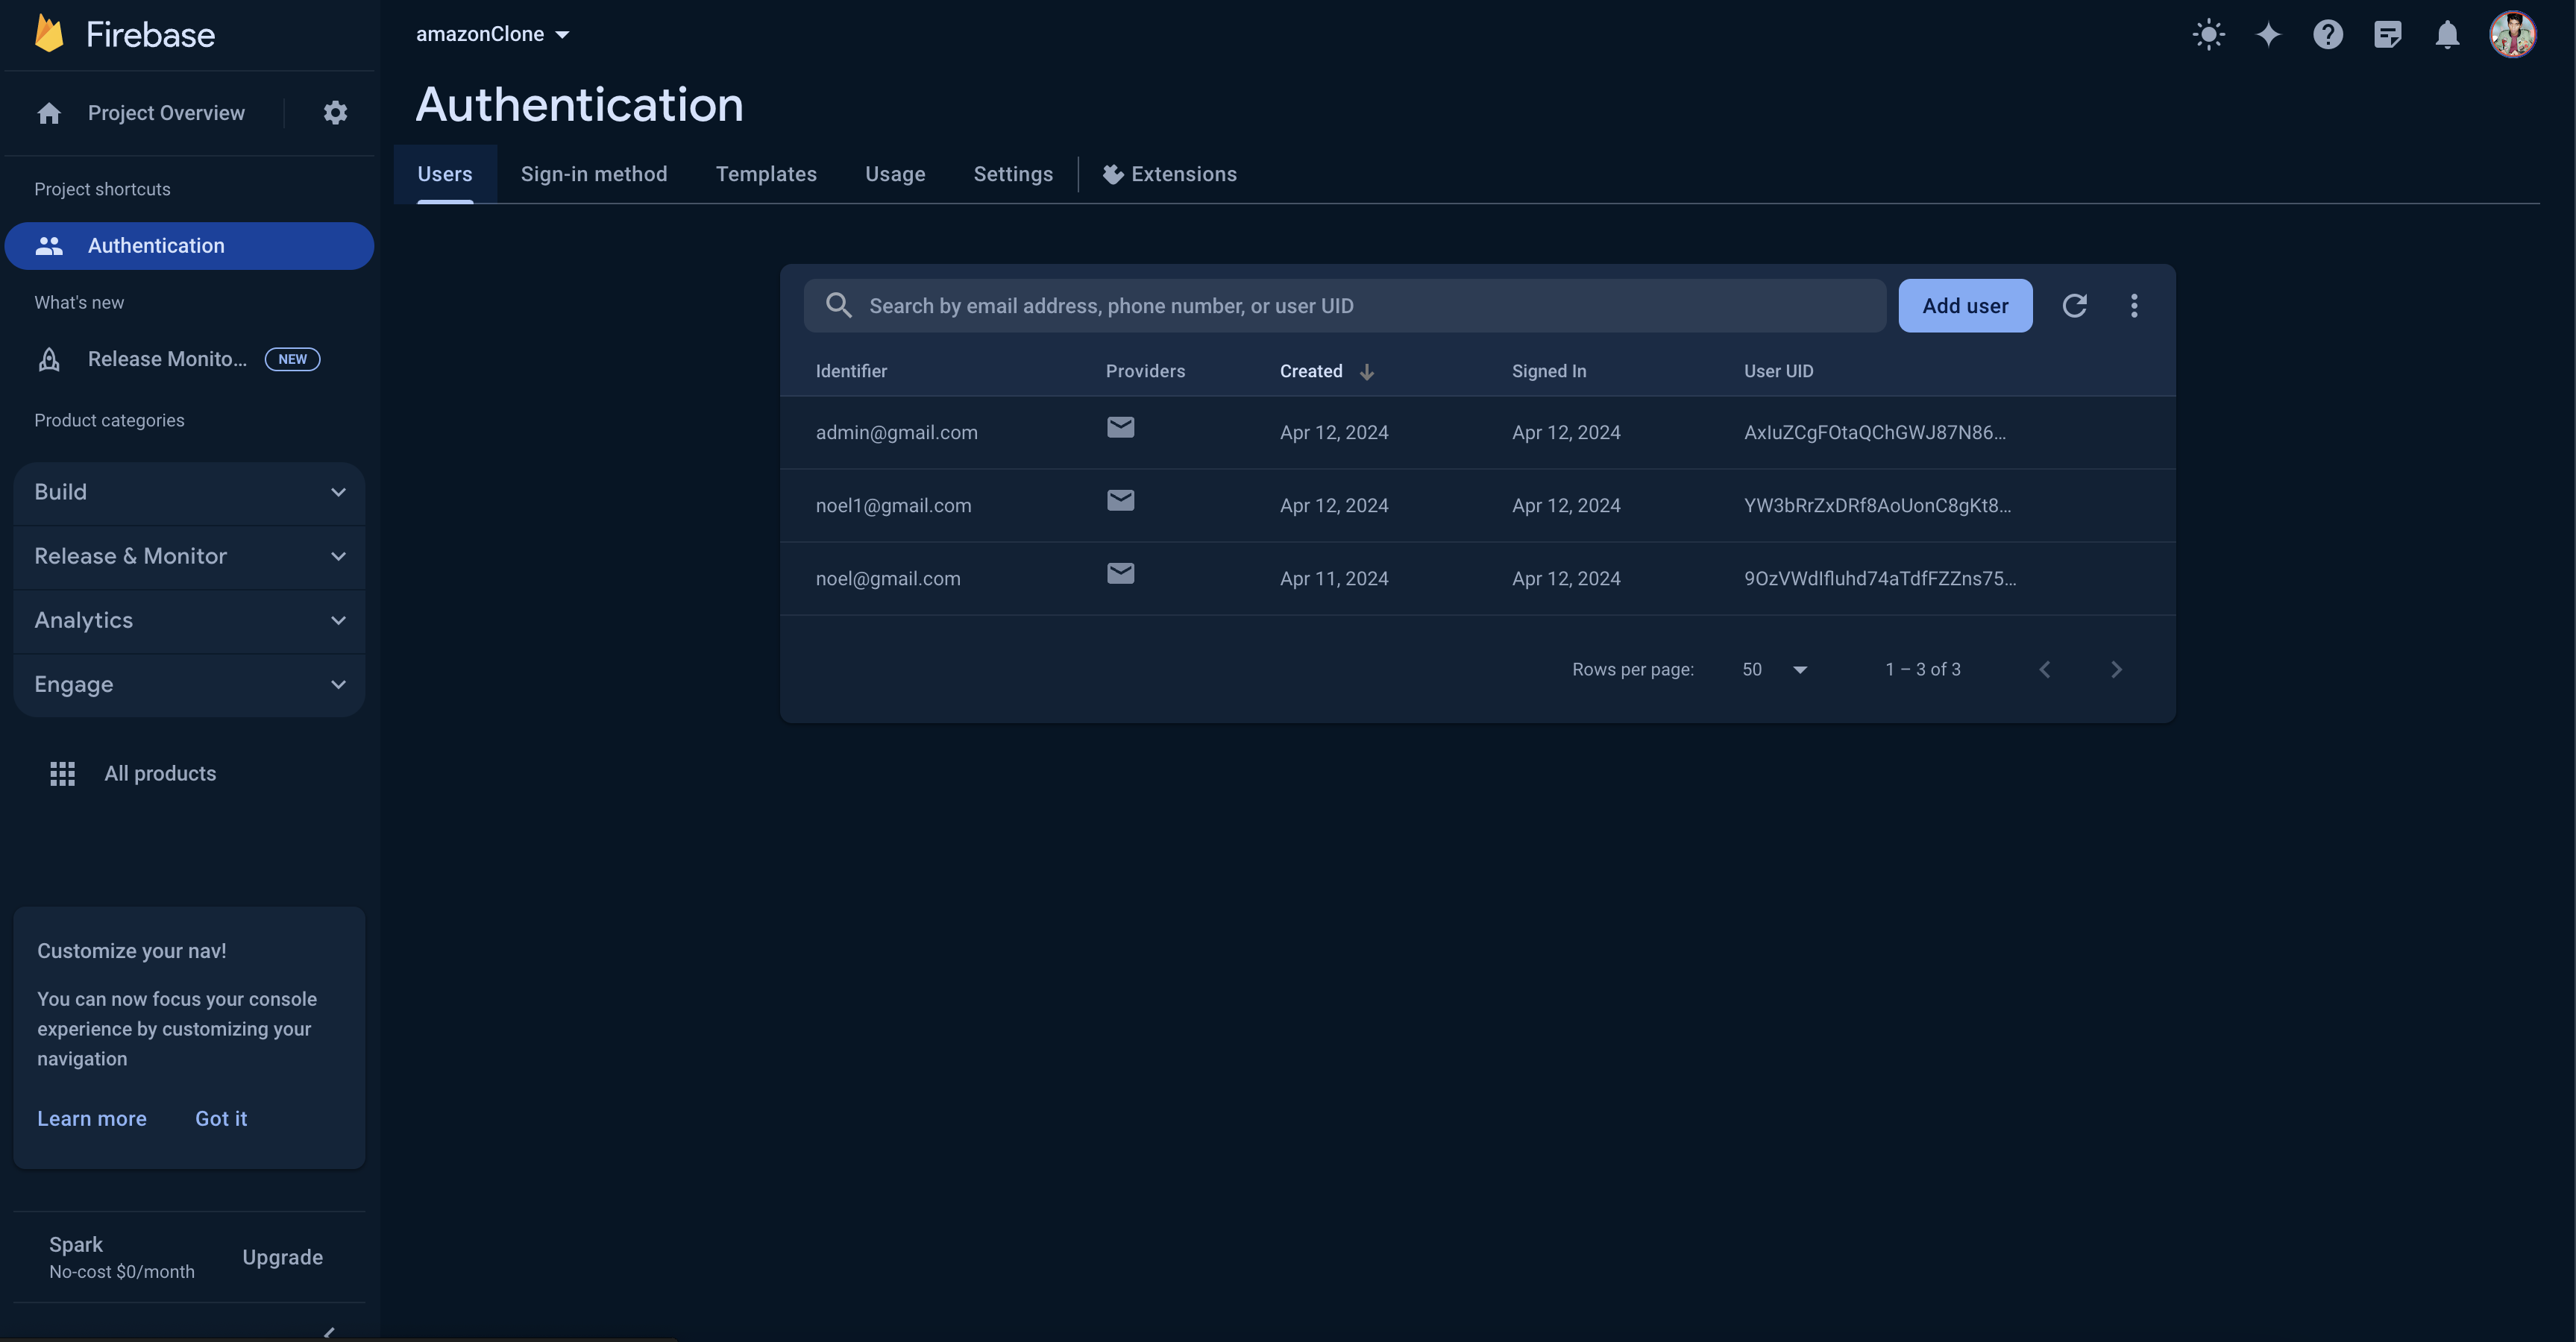 Firebase
amazonClone
Project Overview
Authentication
Users
Sign-in method
Templates
Usage
Settings
Extensions
Project shortcuts
Authentication
What's new
Release Monito... NEW
Product categories
Build
Release & Monitor
Analytics
Engage
All products
Customize your nav!
You can now focus your console
experience by customizing your
navigation
Learn more Got it
Spark
No-cost $0/month
Upgrade
Search by email address, phone number, or user UID
Add user
Identifier Providers Created Signed In User UID
admin@gmail.com Apr 12, 2024 Apr 12, 2024 AxIuZCgFOtaQChGWJ87N86...
noel1@gmail.com Apr 12, 2024 Apr 12, 2024 YW3bRrZxDRf8AoUonC8gKt8...
noel@gmail.com Apr 11, 2024 Apr 12, 2024 9OzVWdIfluhd74aTdfFZZns75...
Rows per page: 50 1 – 3 of 3